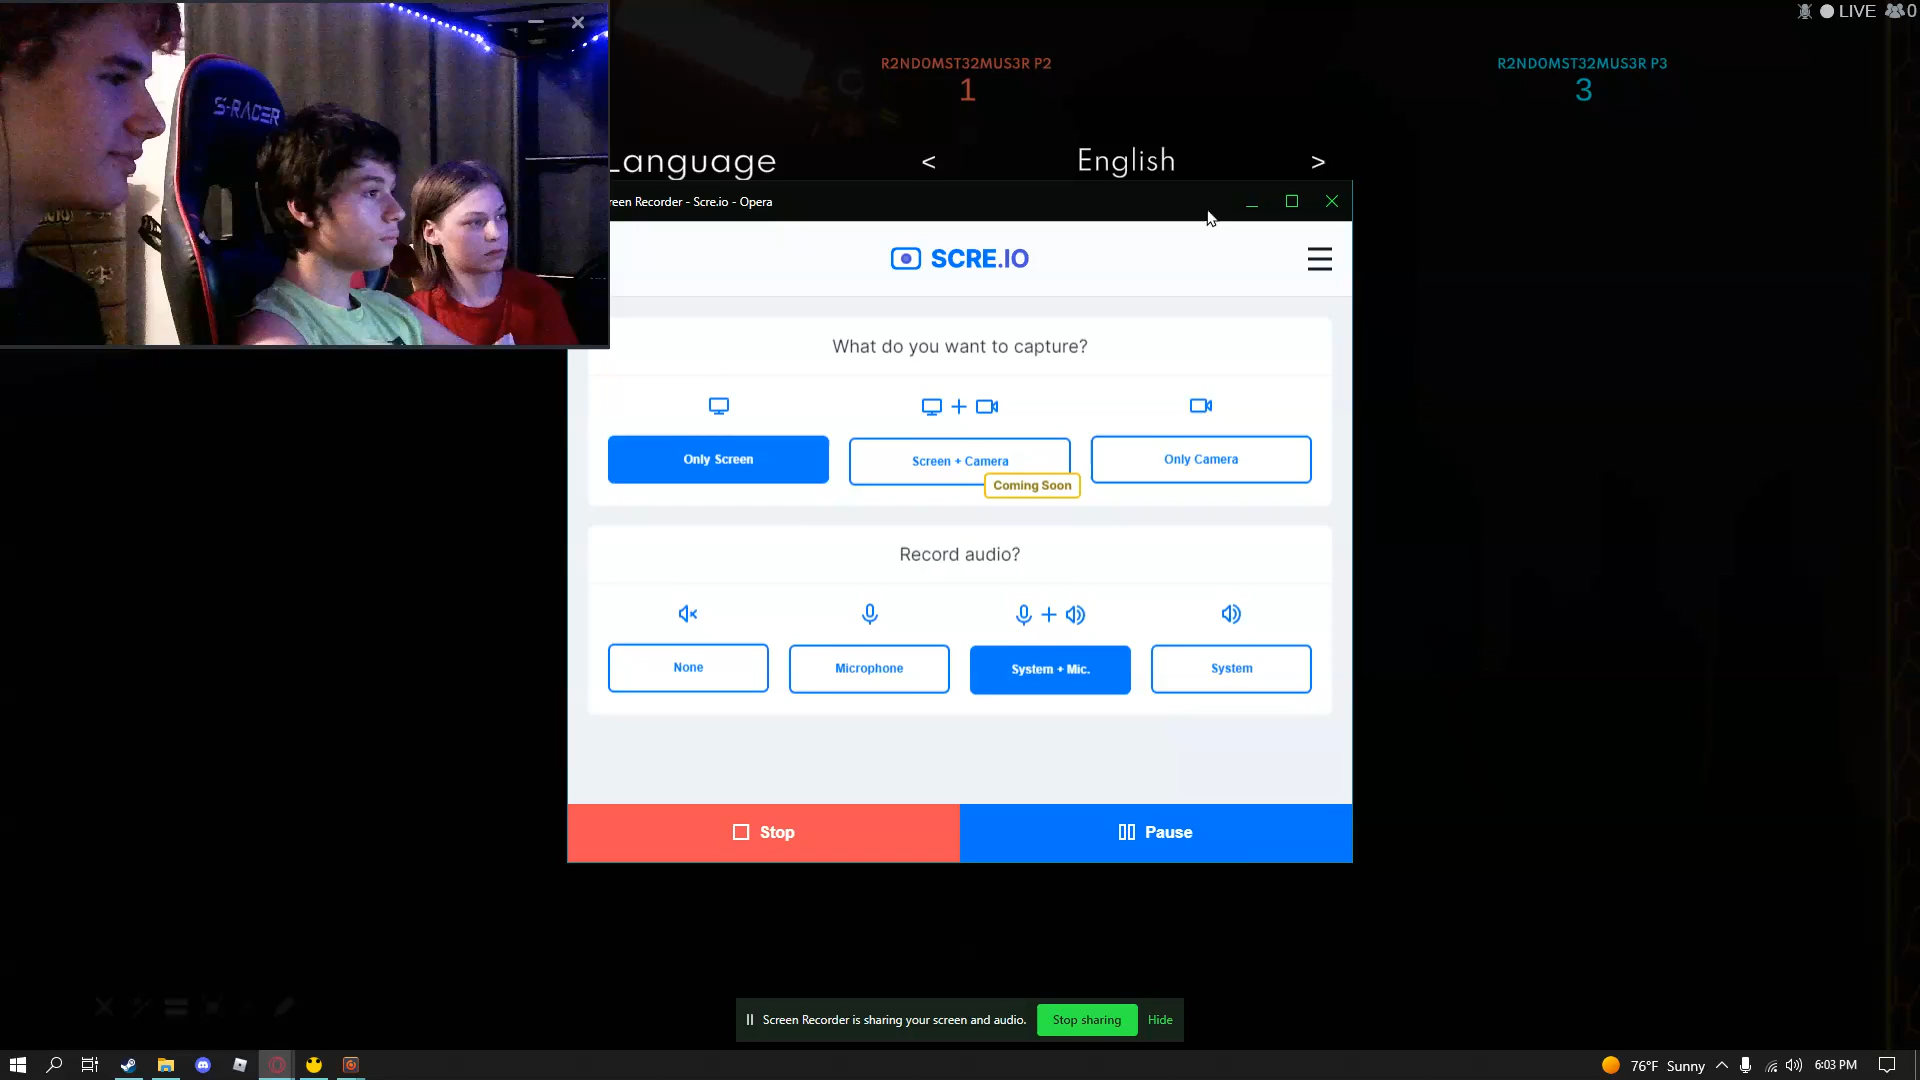 LIVE 0
R2NDOMST32MUS3R P2
1
R2NDOMST32MUS3R P3
3
S-RACER
Language < English >
reen Recorder - Scre.io - Opera
SCRE.IO
What do you want to capture?
Only Screen
Screen + Camera
Only Camera
Coming Soon
Record audio?
None
Microphone
System + Mic.
System
Stop
Pause
Screen Recorder is sharing your screen and audio.
Stop sharing
Hide
76°F Sunny
6:03 PM